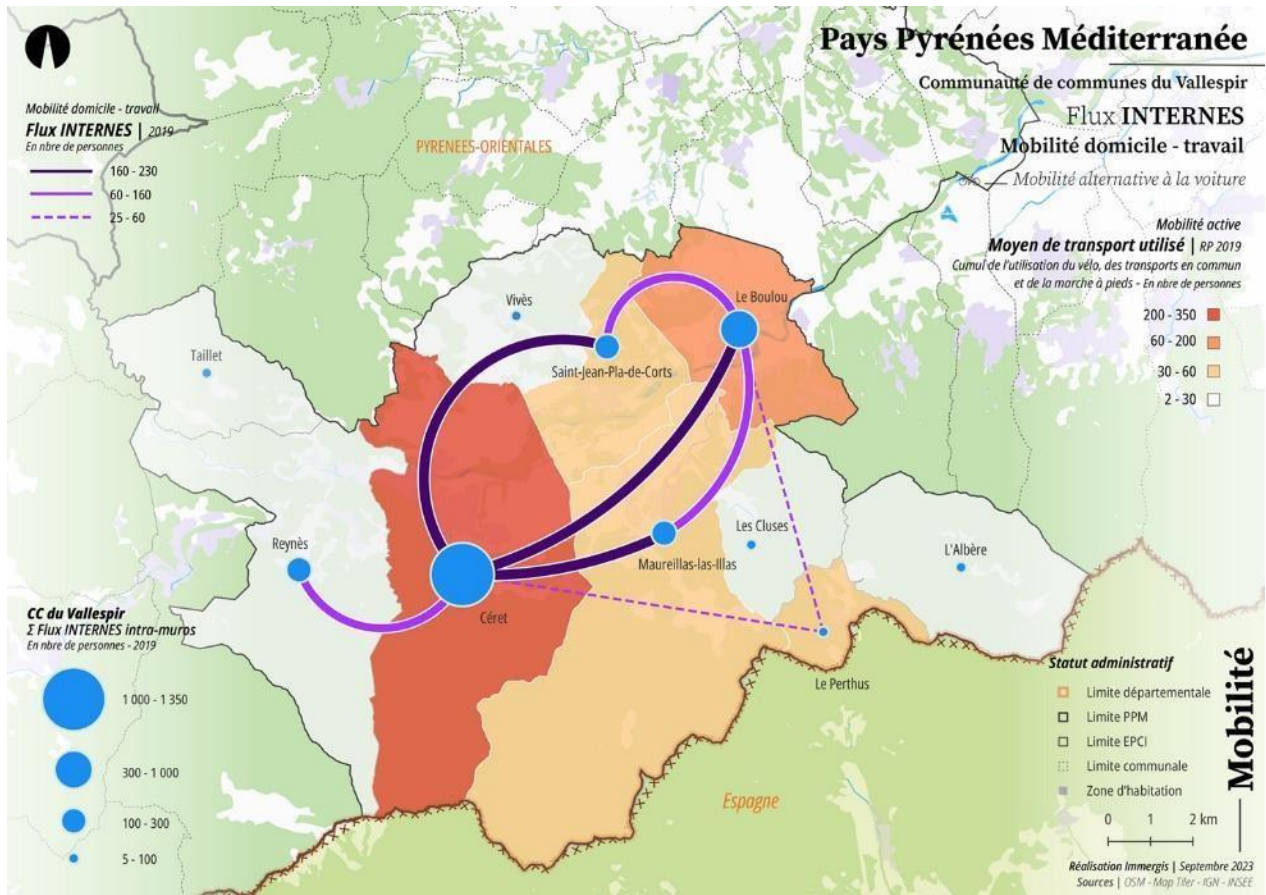 Pays Pyrénées Méditerranée
Communauté de communes du Vallespir
Flux INTERNES
Mobilité domicile - travail
Mobilité alternative à la voiture
Mobilité domicile - travail
Flux INTERNES | 2019
En nbre de personnes
160 - 230
60 - 160
25 - 60
Mobilité active
Moyen de transport utilisé | RP 2019
Cumul de l'utilisation du vélo, des transports en commun
et de la marche à pieds - En nbre de personnes
200 - 350
60 - 200
30 - 60
2 - 30
PYRENEES-ORIENTALES
Vivès
Le Boulou
Taillet
Saint-Jean-Pla-de-Corts
Reynès
Les Cluses
L'Albère
Maureillas-las-Illas
Céret
Le Perthus
Espagne
CC du Vallespir
Σ Flux INTERNES intra-muros
En nbre de personnes - 2019
1 000 - 1 350
300 - 1 000
100 - 300
5 - 100
Statut administratif
Limite départementale
Limite PPM
Limite EPCI
Limite communale
Zone d'habitation
0 1 2 km
Mobilité
Réalisation Immergis | Septembre 2023
Sources | OSM - Map Tiler - IGN - INSEE